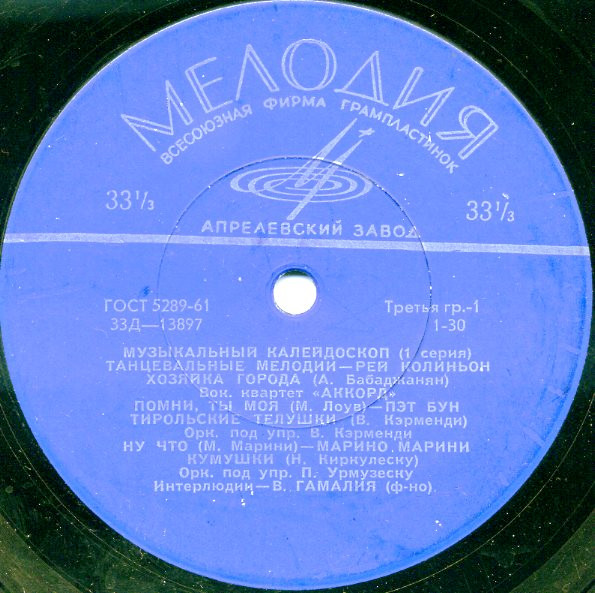 МЕЛОДИЯ
ВСЕСОЮЗНАЯ ФИРМА ГРАМПЛАСТИНОК
33⅓ 33⅓
АПРЕЛЕВСКИЙ ЗАВОД
ГОСТ 5289-61 Третья гр.-1
33Д—13897 1-30
МУЗЫКАЛЬНЫЙ КАЛЕЙДОСКОП (1 серия)
ТАНЦЕВАЛЬНЫЕ МЕЛОДИИ—РЕЙ КОЛИНЬОН
ХОЗЯЙКА ГОРОДА (А. Бабаджанян)
Вок. квартет «АККОРД»
ПОМНИ, ТЫ МОЯ (М. Лоув)—ПЭТ БУН
ТИРОЛЬСКИЕ ТЕЛУШКИ (В. Кэрменди)
Орк. под упр. В. Кэрменди
НУ ЧТО (М. Марини)—МАРИНО МАРИНИ
КУМУШКИ (Н. Киркулеску)
Орк. под упр. П. Урмузеску
Интерлюдии—В. ГАМАЛИЯ (ф-но)